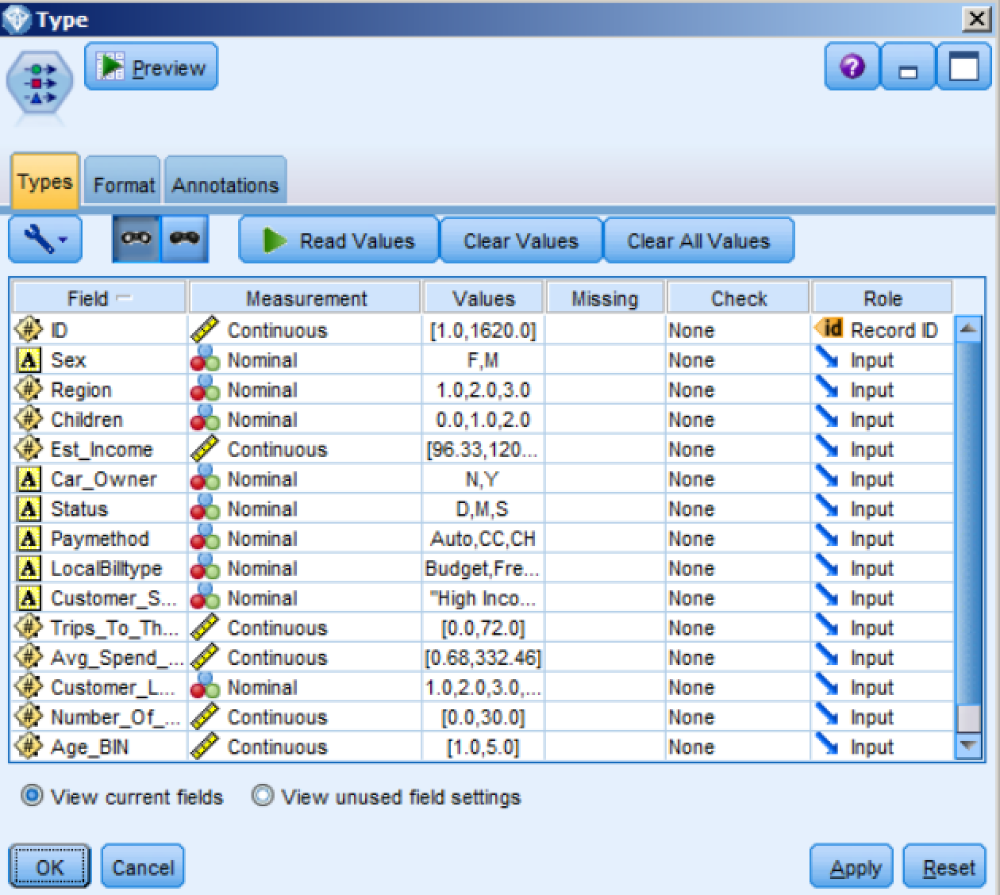 Type
Preview
Types Format Annotations
Read Values Clear Values Clear All Values
Field Measurement Values Missing Check Role
ID Continuous [1.0,1620.0] None id Record ID
A Sex Nominal F,M None Input
Region Nominal 1.0,2.0,3.0 None Input
Children Nominal 0.0,1.0,2.0 None Input
Est_Income Continuous [96.33,120... None Input
A Car_Owner Nominal N,Y None Input
A Status Nominal D,M,S None Input
A Paymethod Nominal Auto,CC,CH None Input
A LocalBilltype Nominal Budget,Fre... None Input
A Customer_S... Nominal "High Inco... None Input
Trips_To_Th... Continuous [0.0,72.0] None Input
Avg_Spend_... Continuous [0.68,332.46] None Input
Customer_L... Nominal 1.0,2.0,3.0,... None Input
Number_Of_... Continuous [0.0,30.0] None Input
Age_BIN Continuous [1.0,5.0] None Input
View current fields View unused field settings
OK Cancel Apply Reset